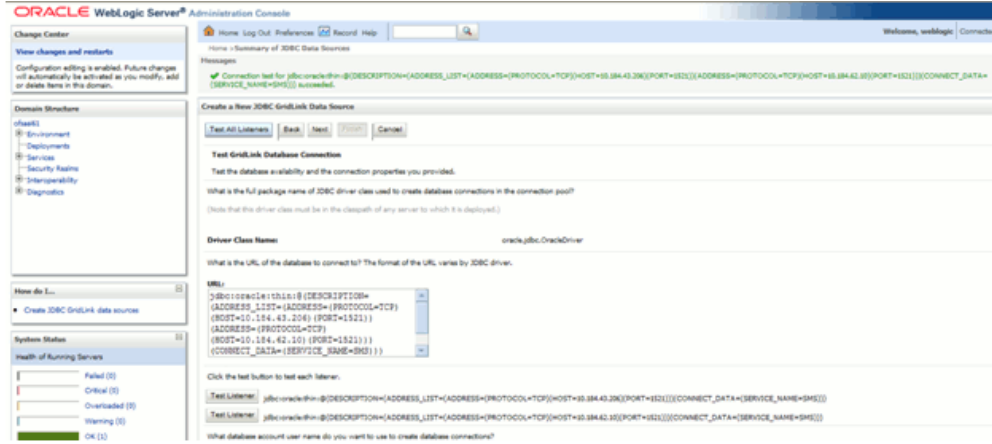 ORACLE WebLogic Server® Administration Console
Change Center
View changes and restarts
Configuration editing is enabled. Future changes
will automatically be activated as you modify, add
or delete items in this domain.
Domain Structure
ofsaa61
Environment
Deployments
Services
Security Realms
Interoperability
Diagnostics
How do I...
Create JDBC GridLink data sources
System Status
Health of Running Servers
Failed (0)
Critical (0)
Overloaded (0)
Warning (0)
OK (1)
Home Log Out Preferences Record Help
Welcome, weblogic Connected
Home >Summary of JDBC Data Sources
Messages
Connection test for jdbc:oracle:thin:@(DESCRIPTION=(ADDRESS_LIST=(ADDRESS=(PROTOCOL=TCP)(HOST=10.184.43.206)(PORT=1521))(ADDRESS=(PROTOCOL=TCP)(HOST=10.184.62.10)(PORT=1521)))(CONNECT_DATA=
(SERVICE_NAME=SMS))) succeeded.
Create a New JDBC GridLink Data Source
Test All Listeners Back Next Finish Cancel
Test GridLink Database Connection
Test the database availability and the connection properties you provided.
What is the full package name of JDBC driver class used to create database connections in the connection pool?
(Note that this driver class must be in the classpath of any server to which it is deployed.)
Driver Class Name: oracle.jdbc.OracleDriver
What is the URL of the database to connect to? The format of the URL varies by JDBC driver.
URL:
jdbc:oracle:thin:@(DESCRIPTION=
(ADDRESS_LIST=(ADDRESS=(PROTOCOL=TCP)
(HOST=10.184.43.206)(PORT=1521))
(ADDRESS=(PROTOCOL=TCP)
(HOST=10.184.62.10)(PORT=1521)))
(CONNECT_DATA=(SERVICE_NAME=SMS)))
Click the test button to test each listener.
Test Listener jdbc:oracle:thin:@(DESCRIPTION=(ADDRESS_LIST=(ADDRESS=(PROTOCOL=TCP)(HOST=10.184.43.206)(PORT=1521)))(CONNECT_DATA=(SERVICE_NAME=SMS)))
Test Listener jdbc:oracle:thin:@(DESCRIPTION=(ADDRESS_LIST=(ADDRESS=(PROTOCOL=TCP)(HOST=10.184.62.10)(PORT=1521)))(CONNECT_DATA=(SERVICE_NAME=SMS)))
What database account user name do you want to use to create database connections?